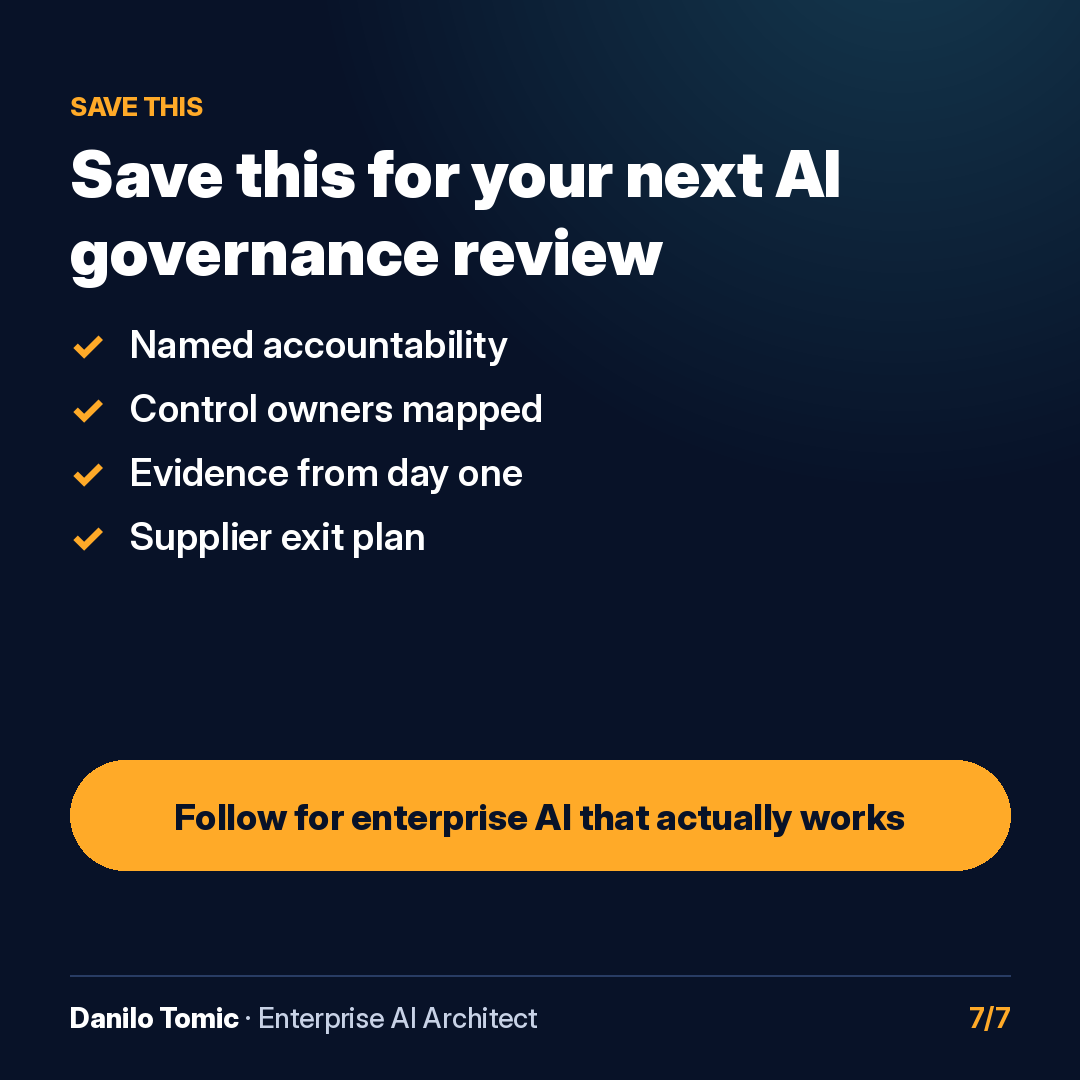 SAVE THIS
Save this for your next AI
governance review
Named accountability
Control owners mapped
Evidence from day one
Supplier exit plan
Follow for enterprise AI that actually works
Danilo Tomic · Enterprise AI Architect
7/7